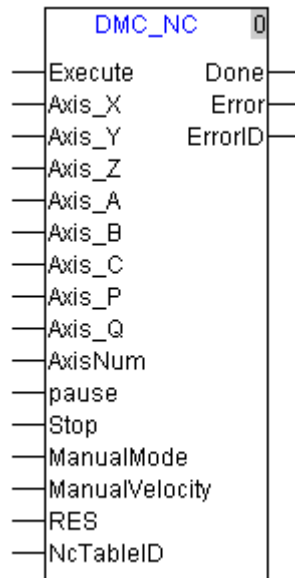 DMC_NC 0
Execute Done
Axis_X Error
Axis_Y ErrorID
Axis_Z
Axis_A
Axis_B
Axis_C
Axis_P
Axis_Q
AxisNum
pause
Stop
ManualMode
ManualVelocity
RES
NcTableID